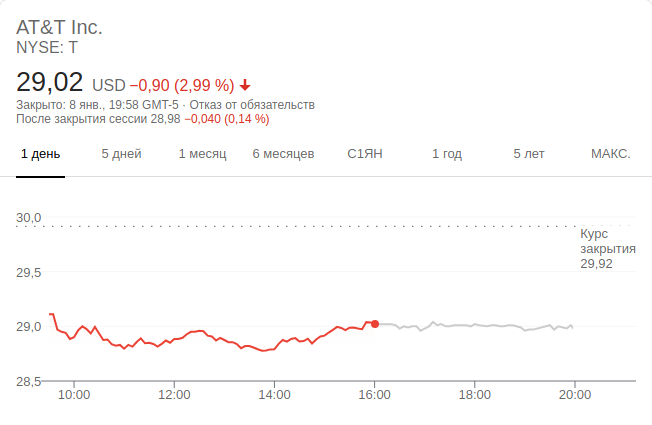 AT&T Inc.
NYSE: T
29,02 USD −0,90 (2,99 %)
Закрыто: 8 янв., 19:58 GMT-5 · Отказ от обязательств
После закрытия сессии 28,98 −0,040 (0,14 %)
1 день 5 дней 1 месяц 6 месяцев С1ЯН 1 год 5 лет МАКС.
30,0
Курс
закрытия
29,92
29,5
29,0
28,5
10:00 12:00 14:00 16:00 18:00 20:00